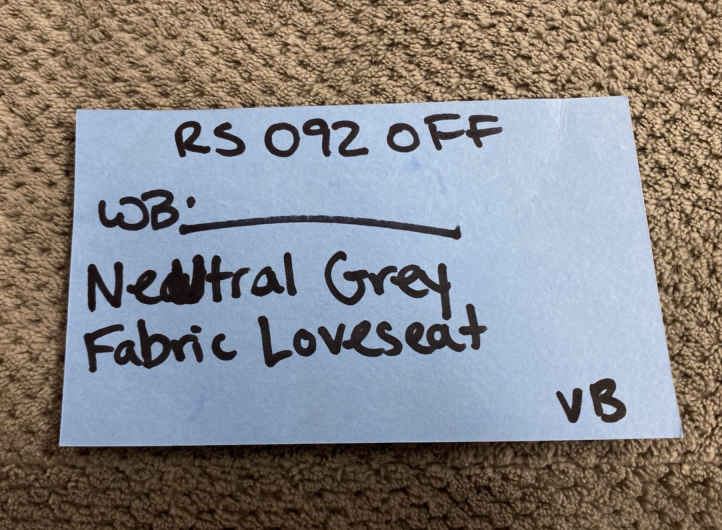 RS 092 OFF
WB:
Neutral Grey
Fabric Loveseat
VB